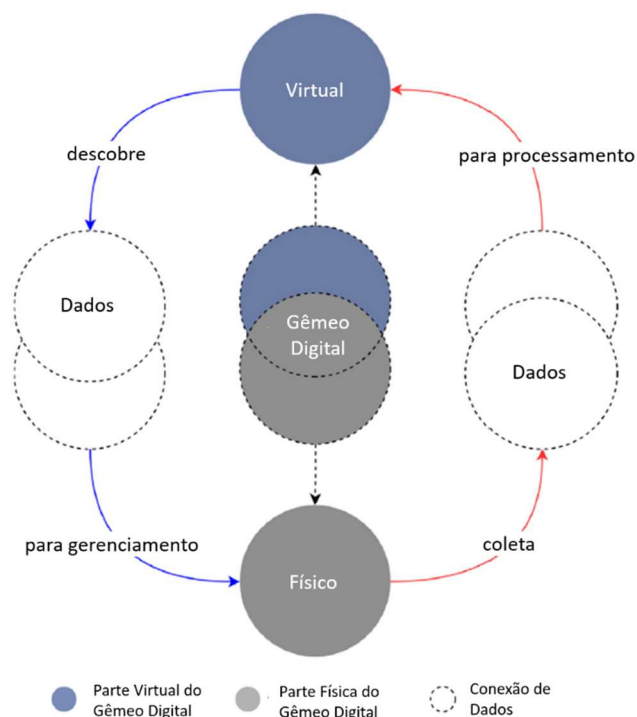 Virtual
descobre
para processamento
Dados
Gêmeo
Digital
Dados
para gerenciamento
coleta
Físico
Parte Virtual do
Gêmeo Digital
Parte Física do
Gêmeo Digital
Conexão de
Dados